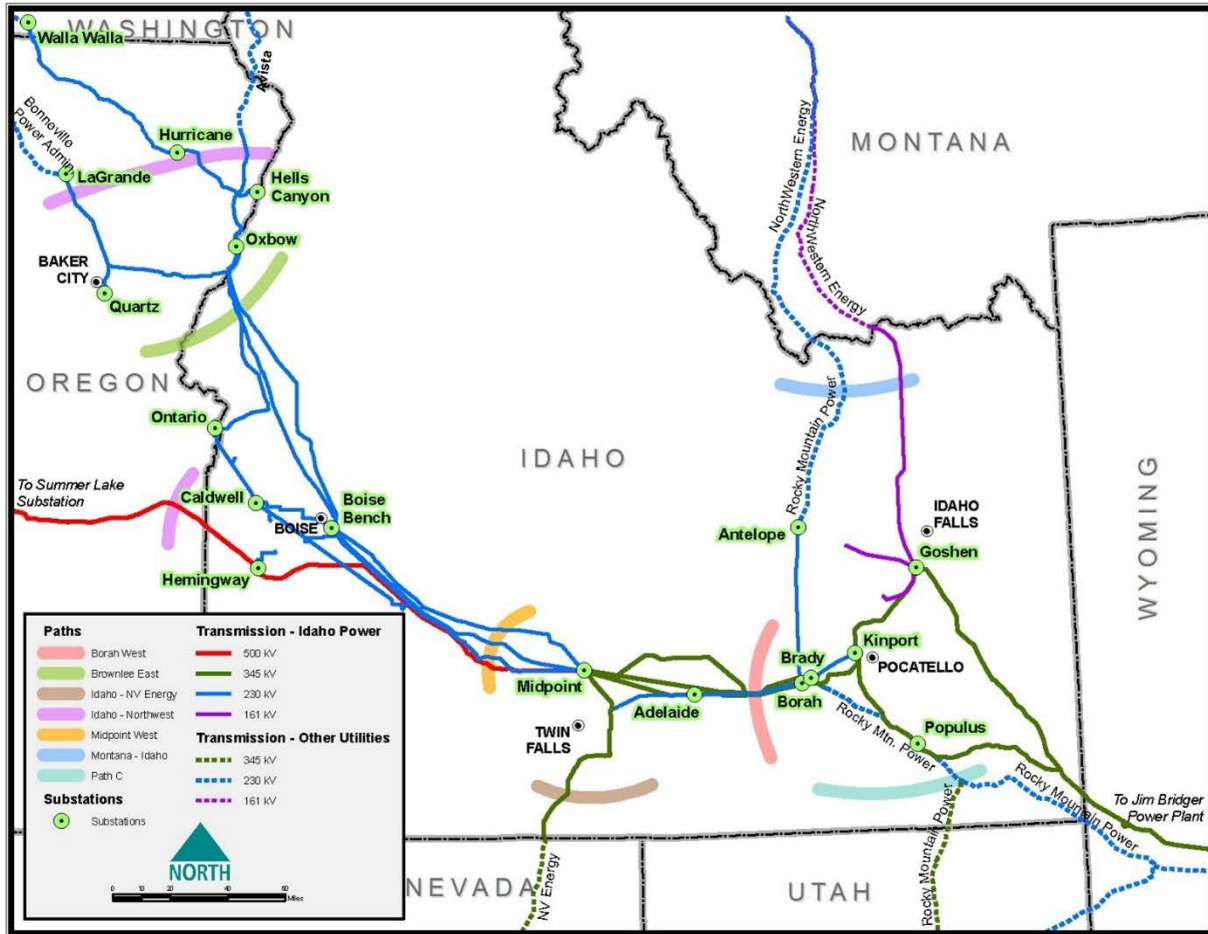 WASHINGTON
Walla Walla
Avista
Bonneville
Power Admin.
Hurricane
LaGrande
Hells
Canyon
Oxbow
BAKER
CITY
Quartz
OREGON
MONTANA
NorthWestern Energy
NorthWestern Energy
Rocky Mountain Power
Ontario
IDAHO
WYOMING
To Summer Lake
Substation
Caldwell
Boise
Bench
BOISE
Hemingway
Antelope
IDAHO
FALLS
Goshen
Kinport
POCATELLO
Brady
Borah
Midpoint
Adelaide
TWIN
FALLS
Rocky Mtn. Power
Populus
Rocky Mountain Power
Rocky Mountain Power
To Jim Bridger
Power Plant
NV Energy
NEVADA
UTAH
Paths
Borah West
Brownlee East
Idaho - NV Energy
Idaho - Northwest
Midpoint West
Montana - Idaho
Path C
Substations
Substations
Transmission - Idaho Power
500 kV
345 kV
230 kV
161 kV
Transmission - Other Utilities
345 kV
230 kV
161 kV
NORTH
0 10 20 40 60
Miles